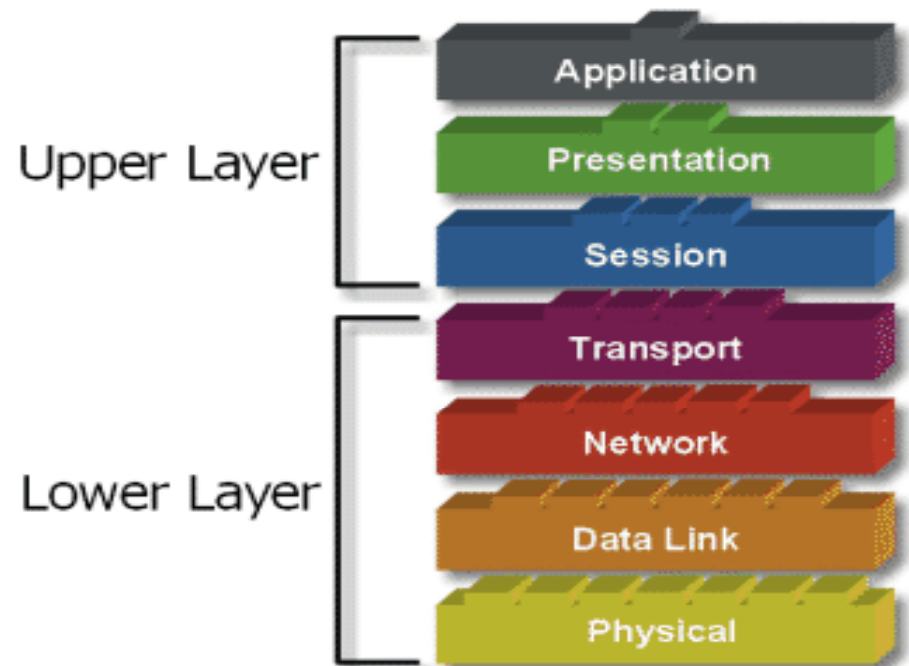 Upper Layer
Application
Presentation
Session
Lower Layer
Transport
Network
Data Link
Physical